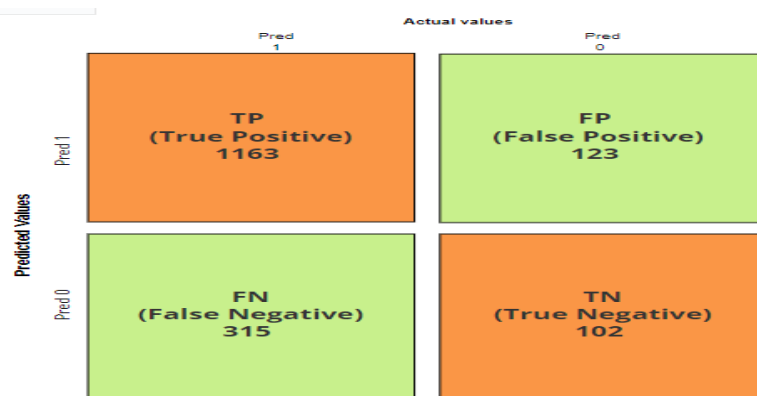 Actual values
Pred
1
Pred
0
Predicted Values
Pred 1
TP
(True Positive)
1163
FP
(False Positive)
123
Pred 0
FN
(False Negative)
315
TN
(True Negative)
102